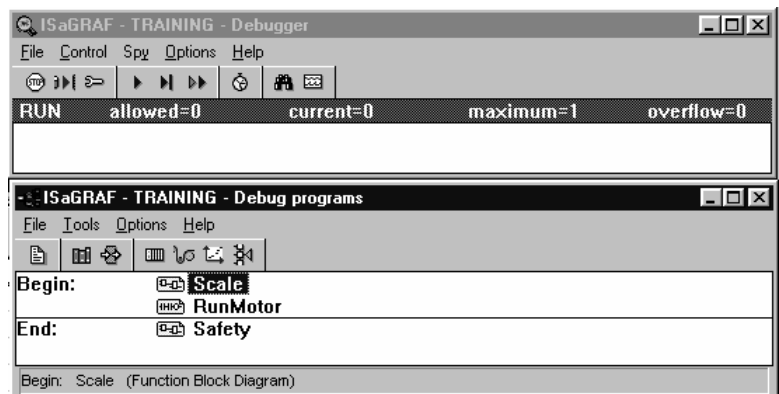 ISaGRAF - TRAINING - Debugger
File Control Spy Options Help
STOP
RUN allowed=0 current=0 maximum=1 overflow=0
ISaGRAF - TRAINING - Debug programs
File Tools Options Help
Begin: Scale
RunMotor
End: Safety
Begin: Scale (Function Block Diagram)